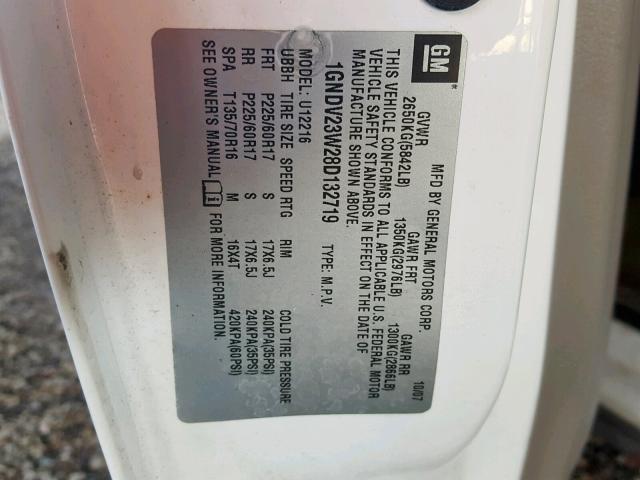 GM
MFD BY GENERAL MOTORS CORP. 10/07
GVWR GAWR FRT GAWR RR
2650KG(5842LB) 1350KG(2976LB) 1300KG(2866LB)
THIS VEHICLE CONFORMS TO ALL APPLICABLE U.S. FEDERAL MOTOR
VEHICLE SAFETY STANDARDS IN EFFECT ON THE DATE OF
MANUFACTURE SHOWN ABOVE.
1GNDV23W28D132719 TYPE: M.P.V.
MODEL: U12216
UBBH TIRE SIZE SPEED RTG RIM COLD TIRE PRESSURE
FRT P225/60R17 S 17X6.5J 240KPA(35PSI)
RR P225/60R17 S 17X6.5J 240KPA(35PSI)
SPA T135/70R16 M 16X4T 420KPA(60PSI)
SEE OWNER'S MANUAL FOR MORE INFORMATION.